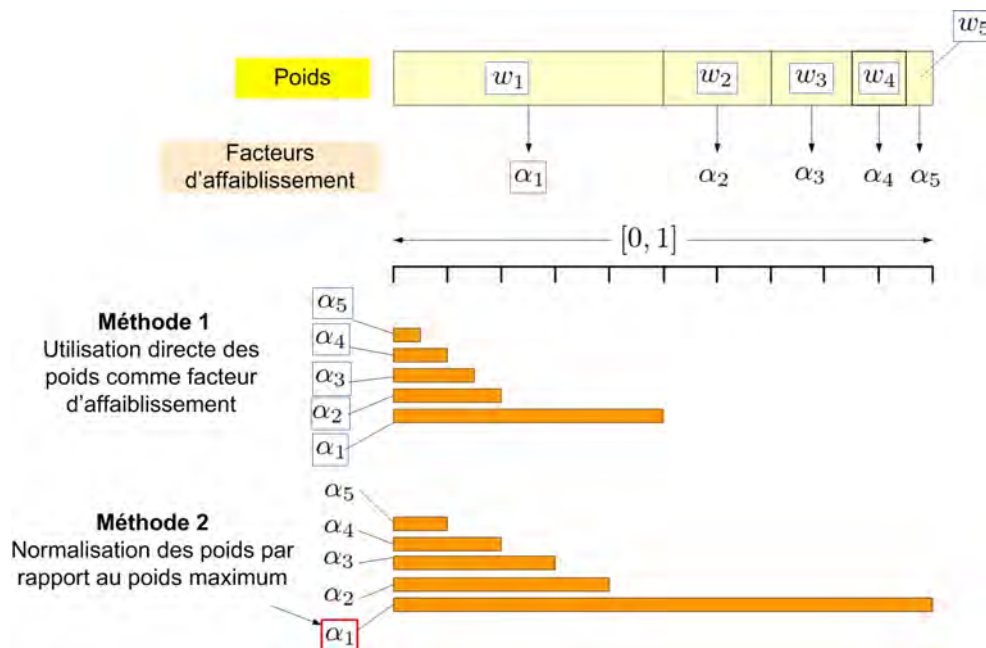 w₅
Poids
w₁ w₂ w₃ w₄
Facteurs
d'affaiblissement
α₁ α₂ α₃ α₄ α₅
[0, 1]
α₅
Méthode 1
α₄
Utilisation directe des
poids comme facteur
α₃
d'affaiblissement
α₂
α₁
α₅
Méthode 2
α₄
Normalisation des poids par
α₃
rapport au poids maximum
α₂
α₁